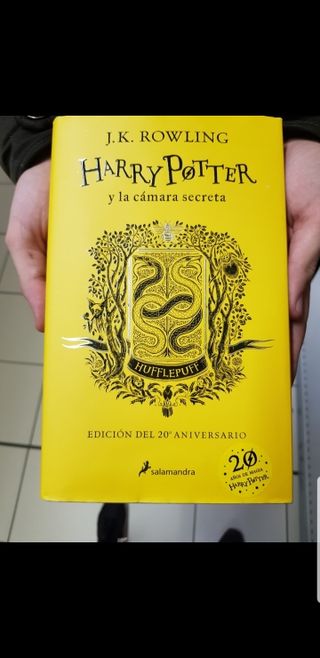 J.K. ROWLING
HARRY POTTER
y la cámara secreta
HUFFLEPUFF
EDICIÓN DEL 20º ANIVERSARIO
salamandra
20
AÑOS DE MAGIA
HARRY POTTER